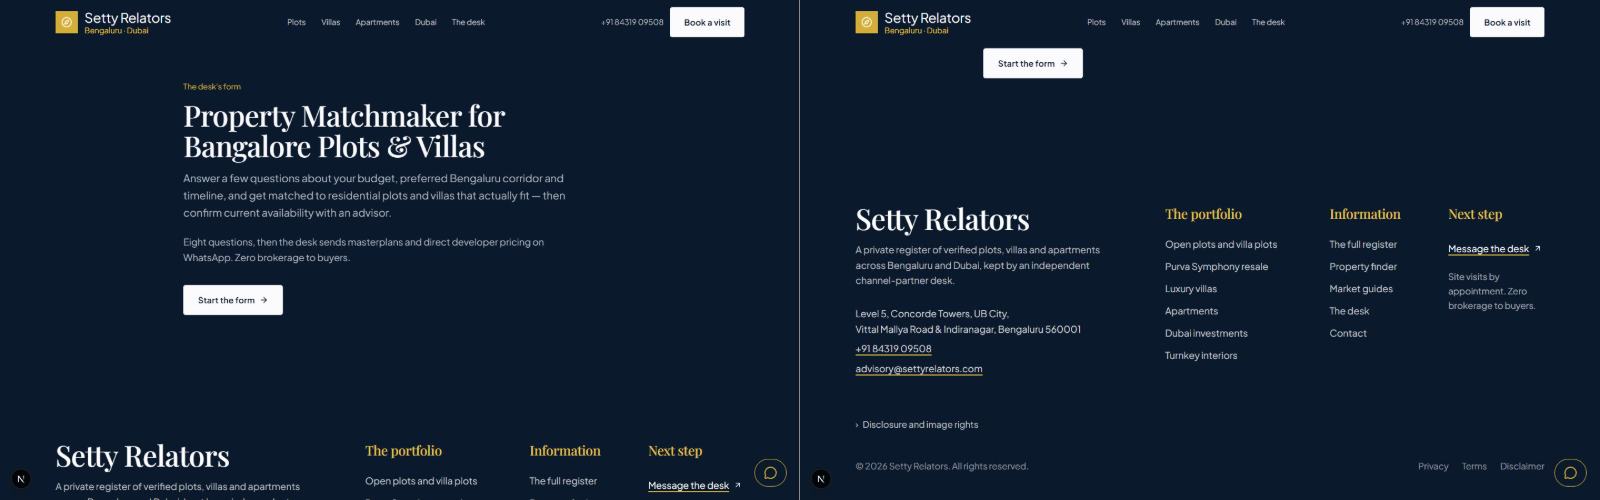 Setty Relators
Bengaluru · Dubai
Plots Villas Apartments Dubai The desk
+91 84319 09508
Book a visit
The desk's form
Property Matchmaker for
Bangalore Plots & Villas
Answer a few questions about your budget, preferred Bengaluru corridor and
timeline, and get matched to residential plots and villas that actually fit — then
confirm current availability with an advisor.
Eight questions, then the desk sends masterplans and direct developer pricing on
WhatsApp. Zero brokerage to buyers.
Start the form →
Setty Relators
A private register of verified plots, villas and apartments
The portfolio
Open plots and villa plots
Information
The full register
Next step
Message the desk ↗
N
Setty Relators
Bengaluru · Dubai
Plots Villas Apartments Dubai The desk
+91 84319 09508
Book a visit
Start the form →
Setty Relators
A private register of verified plots, villas and apartments
across Bengaluru and Dubai, kept by an independent
channel-partner desk.
Level 5, Concorde Towers, UB City,
Vittal Mallya Road & Indiranagar, Bengaluru 560001
+91 84319 09508
advisory@settyrelators.com
The portfolio
Open plots and villa plots
Purva Symphony resale
Luxury villas
Apartments
Dubai investments
Turnkey interiors
Information
The full register
Property finder
Market guides
The desk
Contact
Next step
Message the desk ↗
Site visits by
appointment. Zero
brokerage to buyers.
› Disclosure and image rights
© 2026 Setty Relators. All rights reserved.
Privacy Terms Disclaimer
N